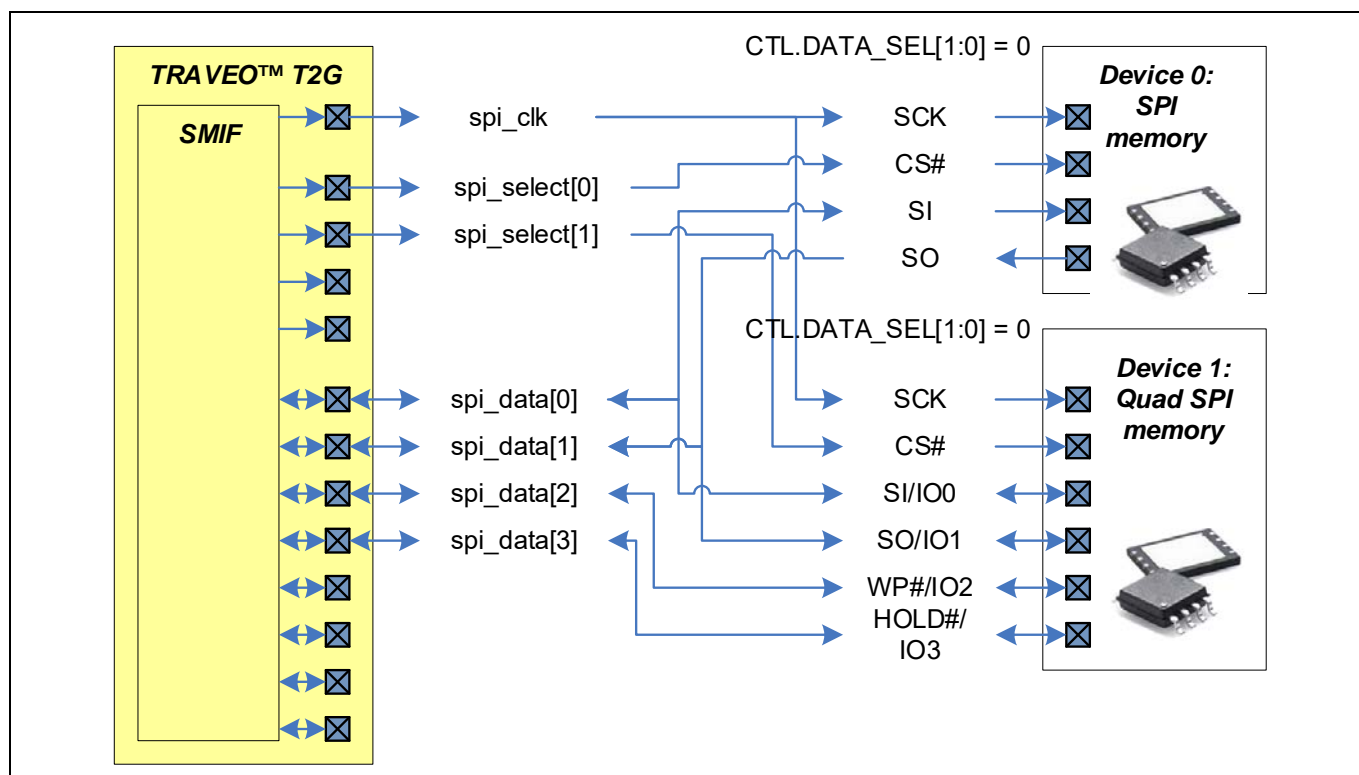 TRAVEO™ T2G
SMIF
spi_clk
spi_select[0]
spi_select[1]
spi_data[0]
spi_data[1]
spi_data[2]
spi_data[3]
CTL.DATA_SEL[1:0] = 0
SCK
CS#
SI
SO
Device 0:
SPI
memory
CTL.DATA_SEL[1:0] = 0
SCK
CS#
SI/IO0
SO/IO1
WP#/IO2
HOLD#/
IO3
Device 1:
Quad SPI
memory